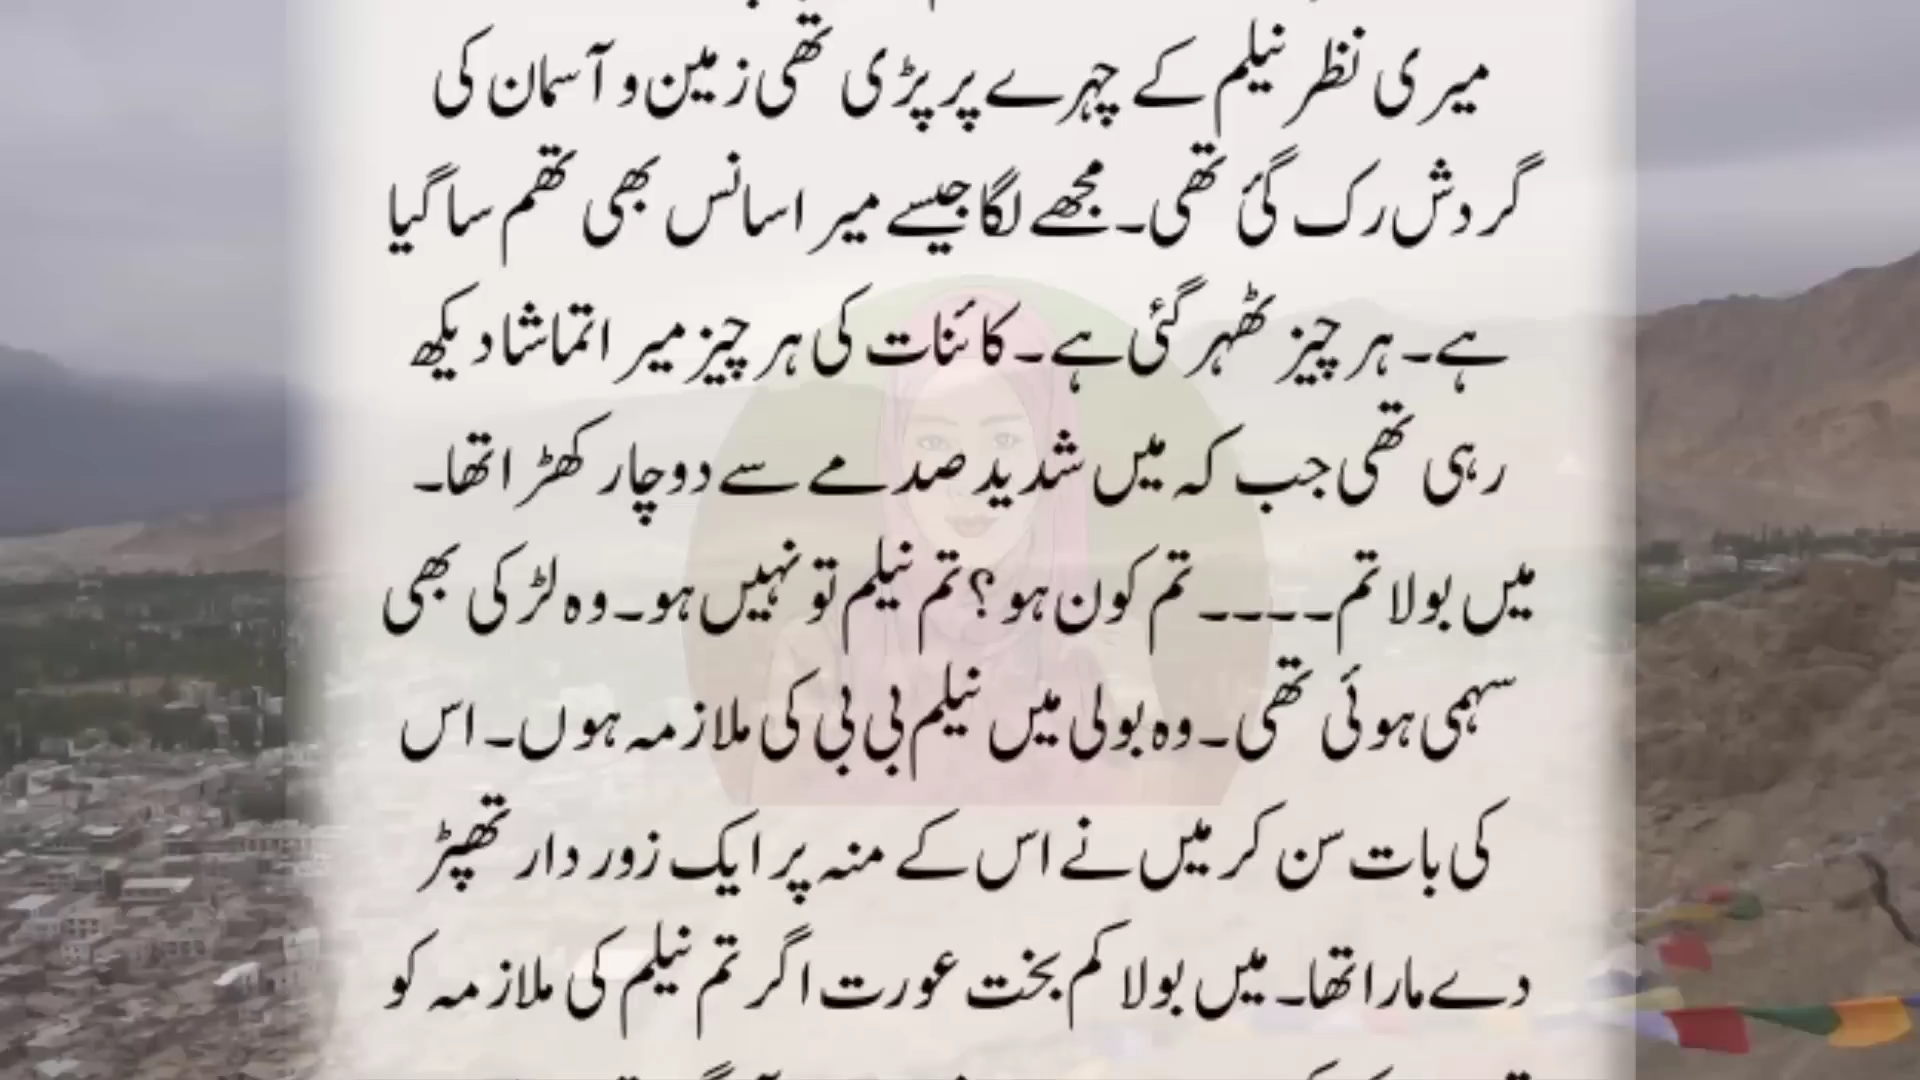 میری نظر نیلم کے چہرے پر پڑی تھی زمین و آسمان کی
گردش رک گئی تھی۔ مجھے لگا جیسے میرا سانس بھی تھم سا گیا
ہے۔ ہر چیز ٹھہر گئی ہے۔ کائنات کی ہر چیز میرا تماشا دیکھ
رہی تھی جب کہ میں شدید صدمے سے دوچار کھڑا تھا۔
میں بولا تم۔۔۔۔ تم کون ہو؟ تم نیلم تو نہیں ہو۔ وہ لڑکی بھی
سہمی ہوئی تھی۔ وہ بولی میں نیلم بی بی کی ملازمہ ہوں۔ اس
کی بات سن کر میں نے اس کے منہ پر ایک زور دار تھپڑ
دے مارا تھا۔ میں بولا کم بخت عورت اگر تم نیلم کی ملازمہ کو